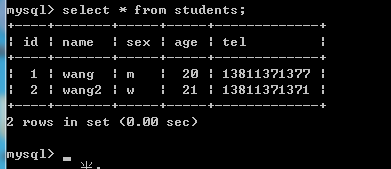 mysql> select * from students;
+----+-------+-----+-----+-------------+
| id | name | sex | age | tel |
+----+-------+-----+-----+-------------+
| 1 | wang | m | 20 | 13811371377 |
| 2 | wang2 | w | 21 | 13811371371 |
+----+-------+-----+-----+-------------+
2 rows in set (0.00 sec)
mysql> _